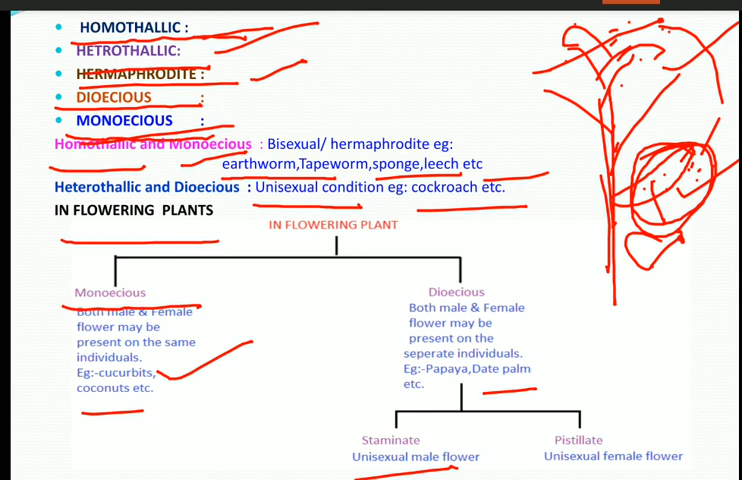 HOMOTHALLIC :
HETROTHALLIC:
HERMAPHRODITE :
DIOECIOUS :
MONOECIOUS :
Homothallic and Monoecious : Bisexual/ hermaphrodite eg:
earthworm,Tapeworm,sponge,leech etc
Heterothallic and Dioecious : Unisexual condition eg: cockroach etc.
IN FLOWERING PLANTS
IN FLOWERING PLANT
Monoecious
Both male & Female
flower may be
present on the same
individuals.
Eg:-cucurbits,
coconuts etc.
Dioecious
Both male & Female
flower may be
present on the
seperate individuals.
Eg:-Papaya,Date palm
etc.
Staminate
Unisexual male flower
Pistillate
Unisexual female flower